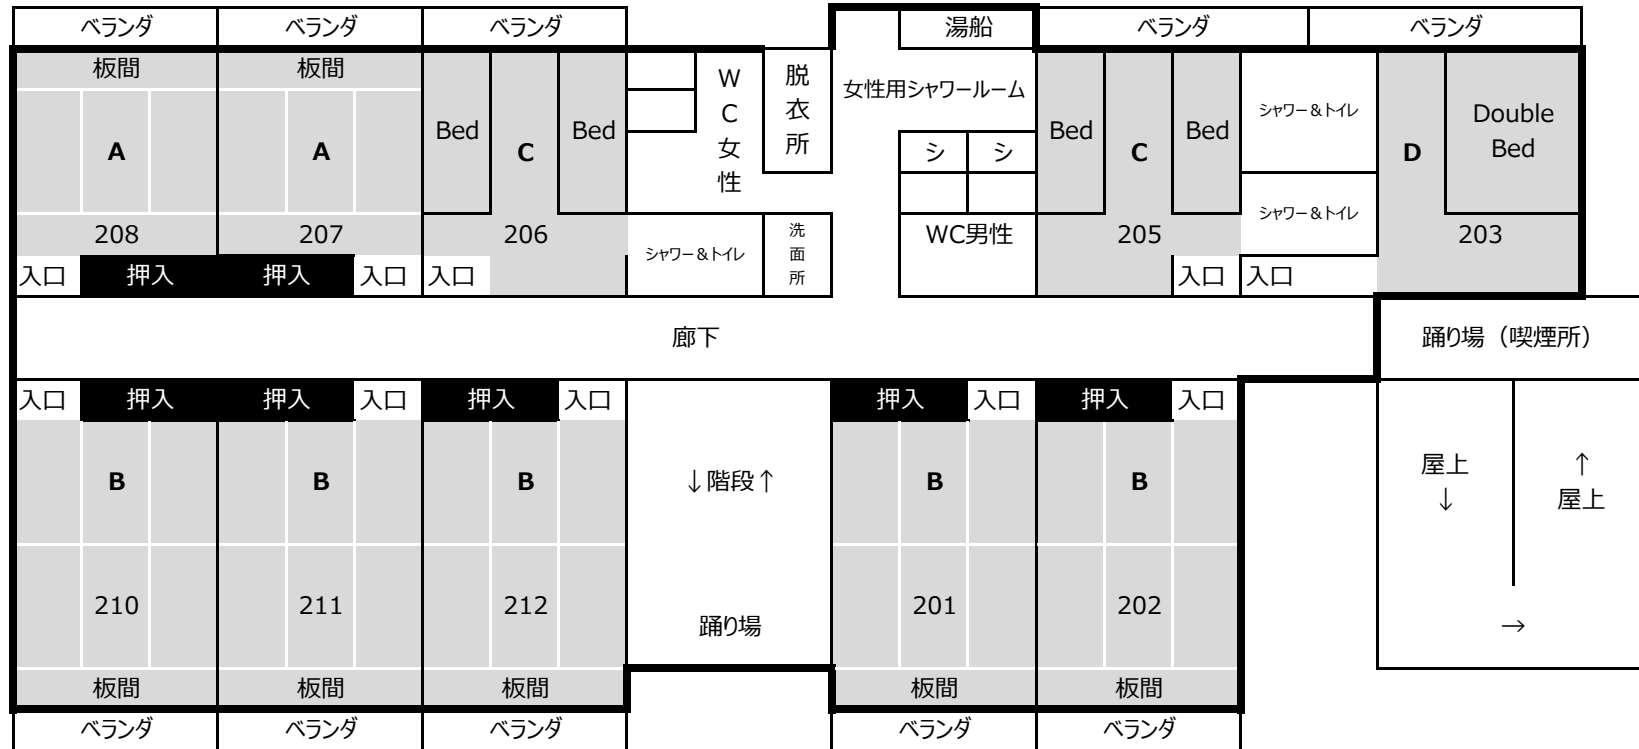 ベランダ
ベランダ
ベランダ
湯船
ベランダ
ベランダ
板間
板間
A
A
Bed
C
Bed
WC女性
脱衣所
女性用シャワールーム
シ
シ
Bed
C
Bed
シャワー&トイレ
シャワー&トイレ
D
Double
Bed
208
207
206
シャワー&トイレ
洗面所
WC男性
205
203
入口
押入
押入
入口
入口
入口
入口
廊下
踊り場(喫煙所)
入口
押入
押入
入口
押入
入口
押入
入口
押入
入口
B
B
B
↓階段↑
B
B
屋上
↓
↑
屋上
210
211
212
踊り場
201
202
→
板間
板間
板間
板間
板間
ベランダ
ベランダ
ベランダ
ベランダ
ベランダ